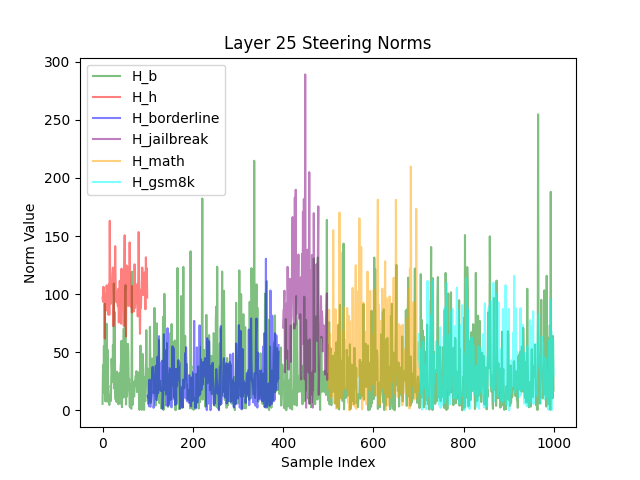 Layer 25 Steering Norms
300
250
200
150
100
50
0
Norm Value
H_b
H_h
H_borderline
H_jailbreak
H_math
H_gsm8k
0 200 400 600 800 1000
Sample Index